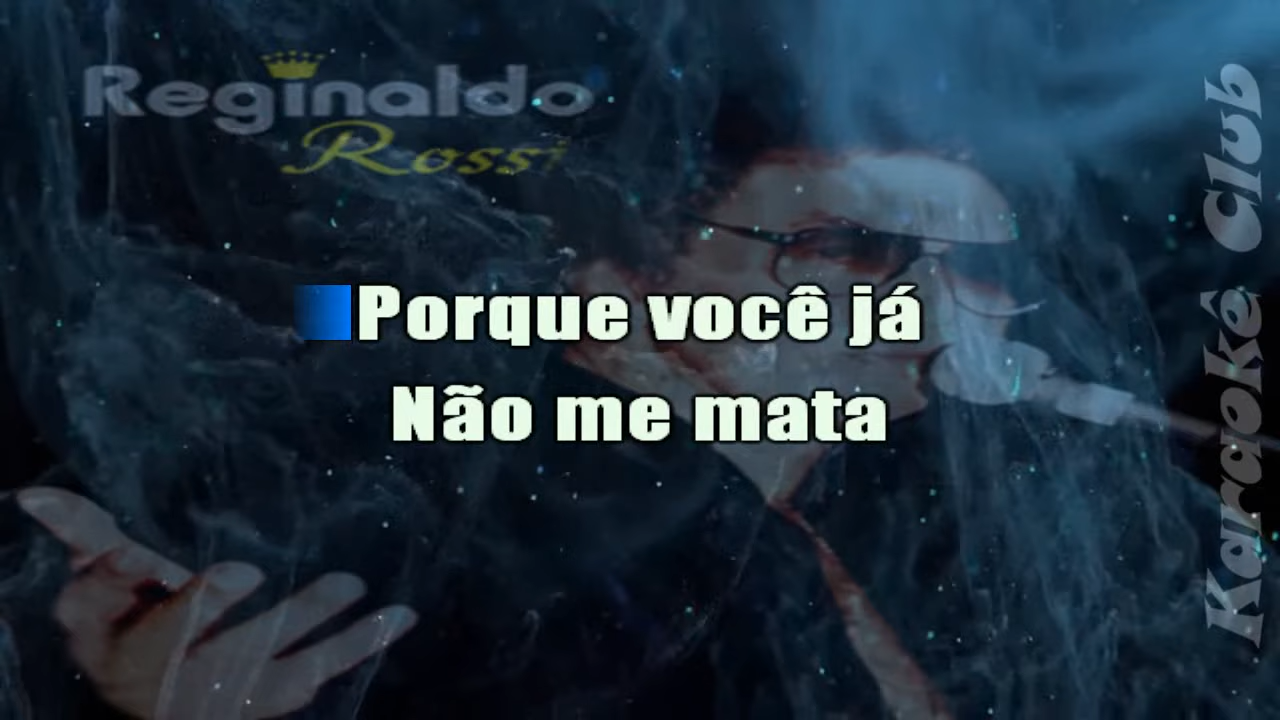 Reginaldo
Rossi
Porque você já
Não me mata
Karaokê Club